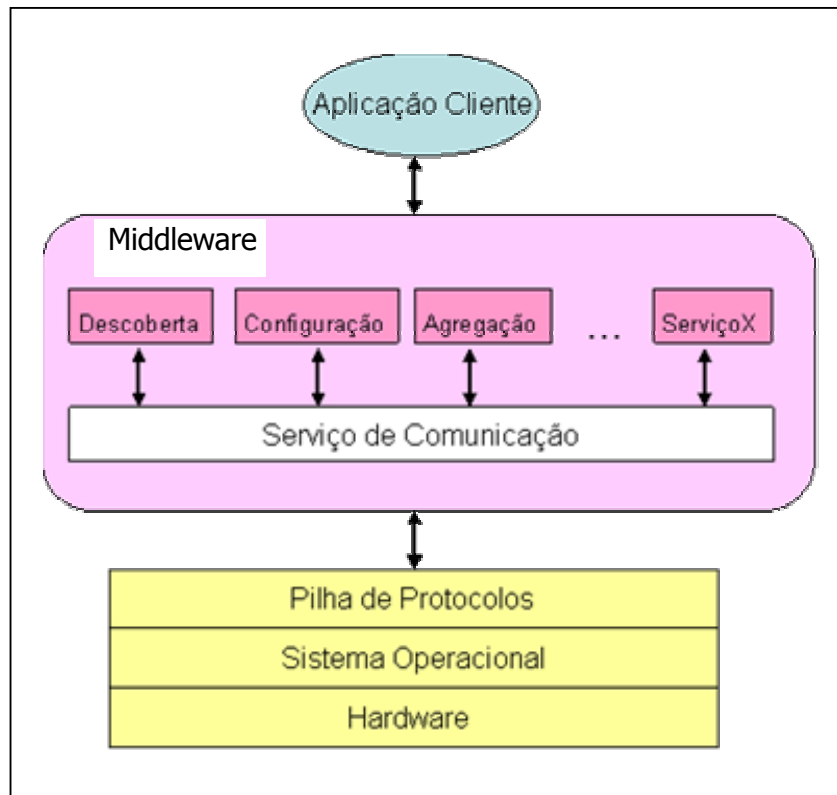 Aplicação Cliente
Middleware
Descoberta
Configuração
Agregação
...
ServiçoX
Serviço de Comunicação
Pilha de Protocolos
Sistema Operacional
Hardware